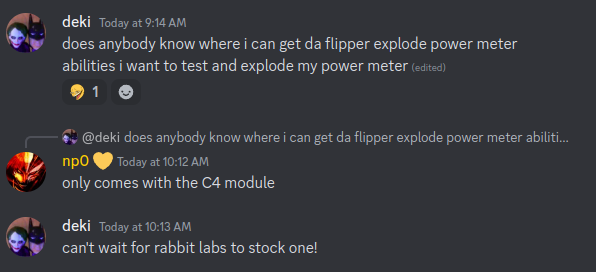 deki Today at 9:14 AM
does anybody know where i can get da flipper explode power meter
abilities i want to test and explode my power meter (edited)
1
@deki does anybody know where i can get da flipper explode power meter abiliti...
np0 Today at 10:12 AM
only comes with the C4 module
deki Today at 10:13 AM
can't wait for rabbit labs to stock one!